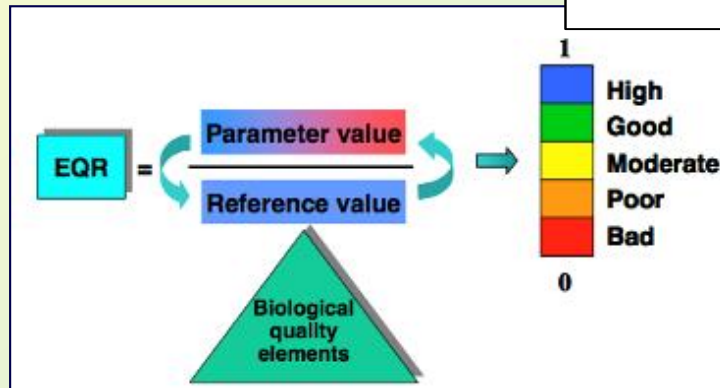 EQR = Parameter value
Reference value
Biological
quality
elements
1
High
Good
Moderate
Poor
Bad
0